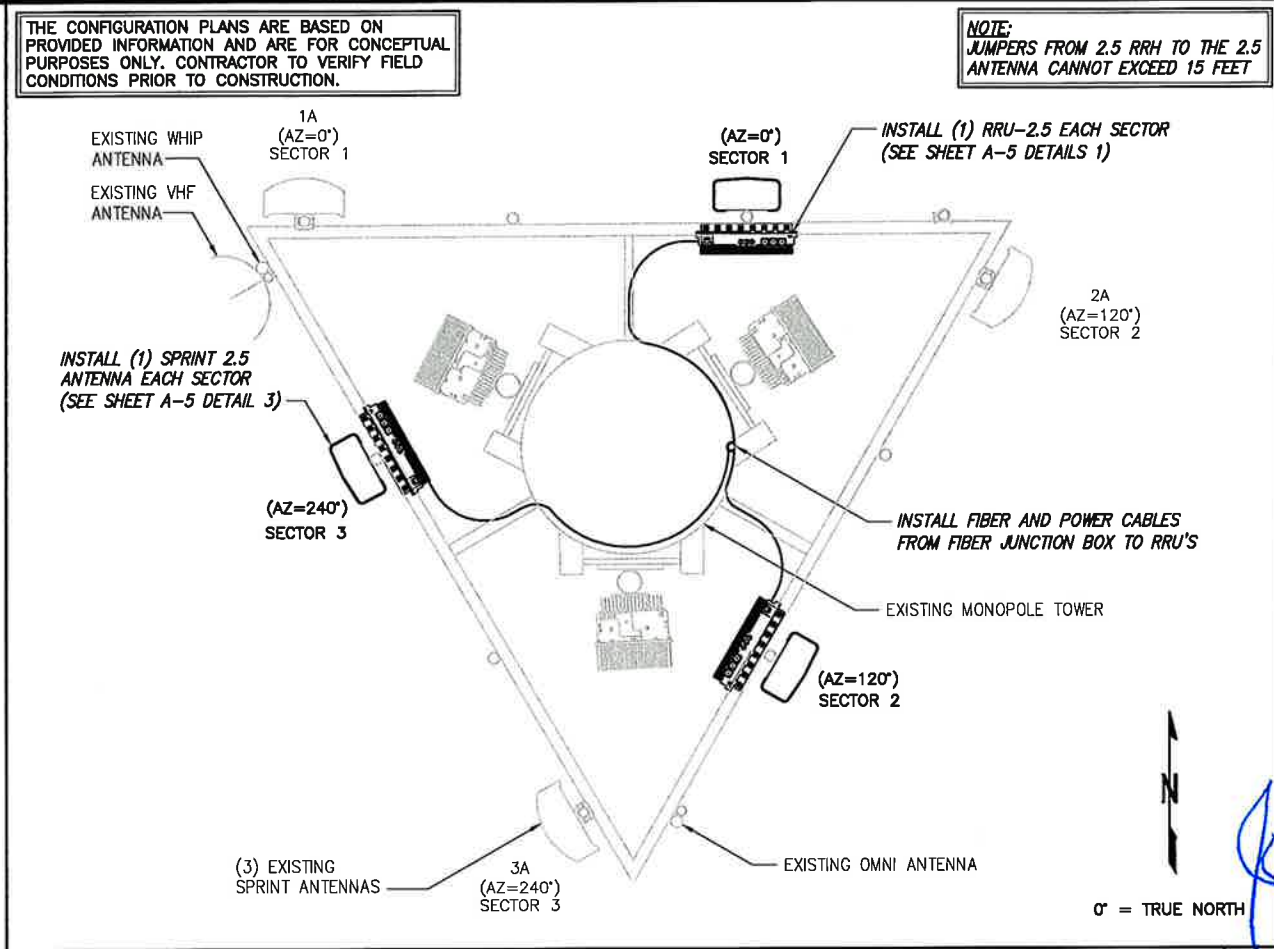 THE CONFIGURATION PLANS ARE BASED ON
PROVIDED INFORMATION AND ARE FOR CONCEPTUAL
PURPOSES ONLY. CONTRACTOR TO VERIFY FIELD
CONDITIONS PRIOR TO CONSTRUCTION.
NOTE:
JUMPERS FROM 2.5 RRH TO THE 2.5
ANTENNA CANNOT EXCEED 15 FEET
1A
(AZ=0°)
SECTOR 1
EXISTING WHIP
ANTENNA
EXISTING VHF
ANTENNA
(AZ=0°)
SECTOR 1
INSTALL (1) RRU-2.5 EACH SECTOR
(SEE SHEET A-5 DETAILS 1)
2A
(AZ=120°)
SECTOR 2
INSTALL (1) SPRINT 2.5
ANTENNA EACH SECTOR
(SEE SHEET A-5 DETAIL 3)
(AZ=240°)
SECTOR 3
INSTALL FIBER AND POWER CABLES
FROM FIBER JUNCTION BOX TO RRU'S
EXISTING MONOPOLE TOWER
(AZ=120°)
SECTOR 2
(3) EXISTING
SPRINT ANTENNAS
3A
(AZ=240°)
SECTOR 3
EXISTING OMNI ANTENNA
N
0° = TRUE NORTH